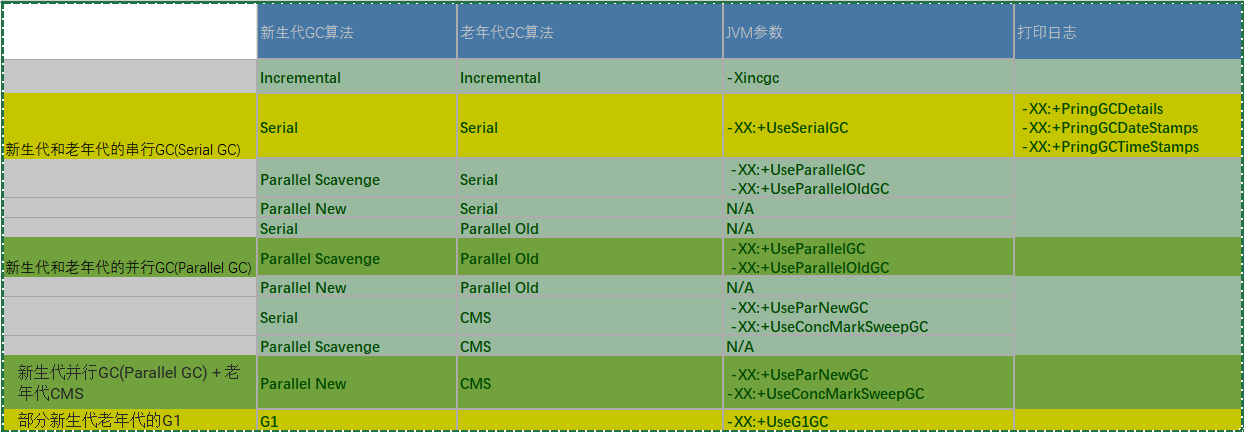 新生代GC算法 老年代GC算法 JVM参数 打印日志
Incremental Incremental -Xincgc
新生代和老年代的串行GC(Serial GC) Serial Serial -XX:+UseSerialGC -XX:+PringGCDetails
-XX:+PringGCDateStamps
-XX:+PringGCTimeStamps
Parallel Scavenge Serial -XX:+UseParallelGC
-XX:+UseParallelOldGC
Parallel New Serial N/A
Serial Parallel Old N/A
新生代和老年代的并行GC(Parallel GC) Parallel Scavenge Parallel Old -XX:+UseParallelGC
-XX:+UseParallelOldGC
Parallel New Parallel Old N/A
Serial CMS -XX:+UseParNewGC
-XX:+UseConcMarkSweepGC
Parallel Scavenge CMS N/A
新生代并行GC(Parallel GC) + 老
年代CMS Parallel New CMS -XX:+UseParNewGC
-XX:+UseConcMarkSweepGC
部分新生代老年代的G1 G1 -XX:+UseG1GC